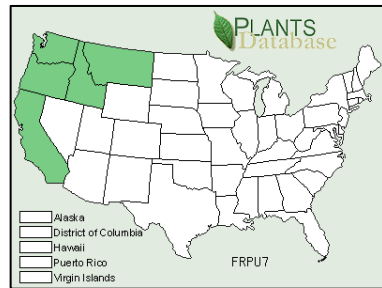 PLANTS
Database
Alaska
District of Columbia
Hawaii
Puerto Rico
Virgin Islands
FRPU7